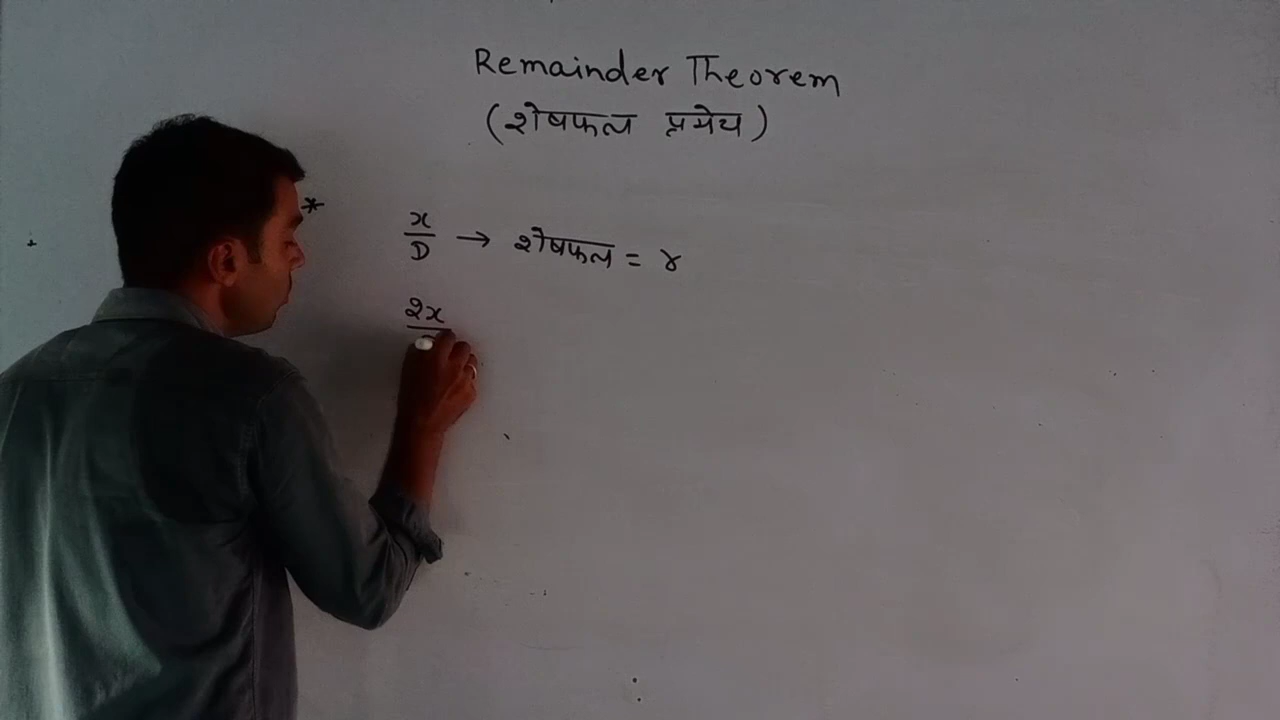 Remainder Theorem
(शेषफल प्रमेय)
* x/D → शेषफल = r
2x